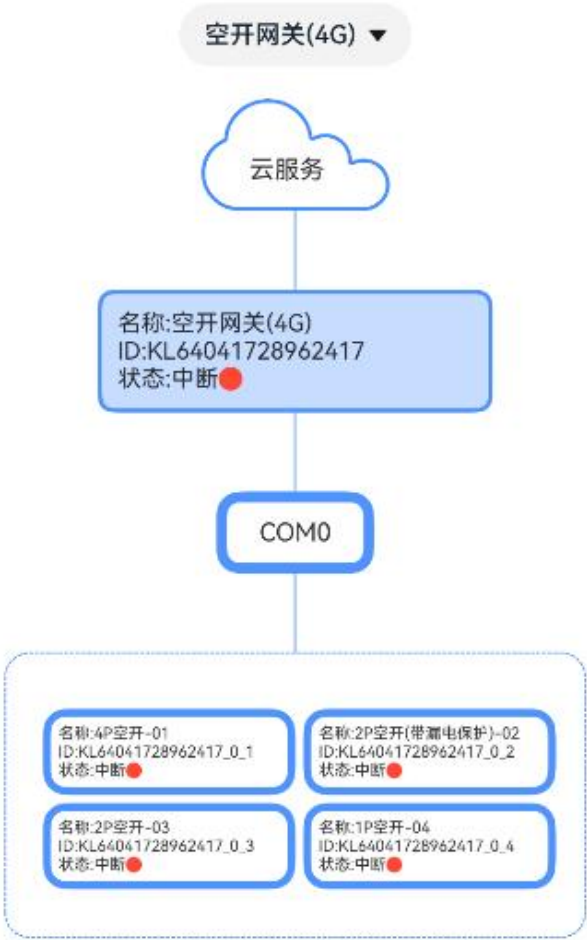 空开网关(4G)
云服务
名称:空开网关(4G)
ID:KL64041728962417
状态:中断
COM0
名称:4P空开-01
ID:KL64041728962417_0_1
状态:中断
名称:2P空开(带漏电保护)-02
ID:KL64041728962417_0_2
状态:中断
名称:2P空开-03
ID:KL64041728962417_0_3
状态:中断
名称:1P空开-04
ID:KL64041728962417_0_4
状态:中断